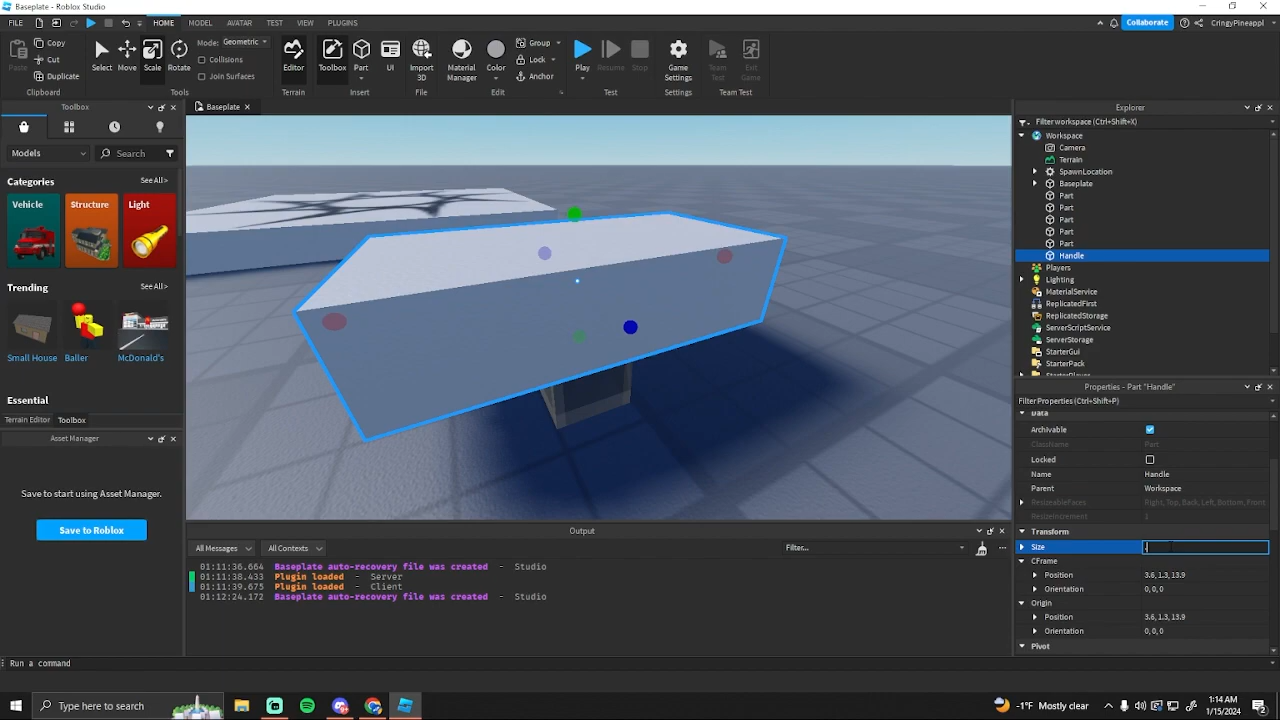 Baseplate - Roblox Studio
FILE
HOME
MODEL
AVATAR
TEST
VIEW
PLUGINS
Collaborate
CringyPineappl
Paste
Copy
Cut
Duplicate
Clipboard
Select
Move
Scale
Rotate
Mode: Geometric
Collisions
Join Surfaces
Tools
Editor
Terrain
Toolbox
Part
UI
Insert
Import
3D
File
Material
Manager
Color
Group
Lock
Anchor
Edit
Play
Resume
Stop
Test
Game
Settings
Settings
Team
Test
Exit
Game
Team Test
Toolbox
Models
Search
Categories
See All>
Vehicle
Structure
Light
Trending
See All>
Small House
Baller
McDonald's
Essential
See All>
Terrain Editor
Toolbox
Asset Manager
Save to start using Asset Manager.
Save to Roblox
Baseplate
Output
All Messages
All Contexts
Filter...
01:11:36.664 Baseplate auto-recovery file was created - Studio
01:11:38.433 Plugin loaded - Server
01:11:39.675 Plugin loaded - Client
01:12:24.172 Baseplate auto-recovery file was created - Studio
Explorer
Filter workspace (Ctrl+Shift+X)
Workspace
Camera
Terrain
SpawnLocation
Baseplate
Part
Part
Part
Part
Part
Handle
Players
Lighting
MaterialService
ReplicatedFirst
ReplicatedStorage
ServerScriptService
ServerStorage
StarterGui
StarterPack
StarterPlayer
Properties - Part "Handle"
Filter Properties (Ctrl+Shift+P)
Data
Archivable
ClassName Part
Locked
Name Handle
Parent Workspace
ResizeableFaces Right, Top, Back, Left, Bottom, Front
ResizeIncrement 1
Transform
Size
CFrame
Position 3.6,1.3,13.9
Orientation 0,0,0
Origin
Position 3.6,1.3,13.9
Orientation 0,0,0
Pivot
Run a command
Type here to search
-1°F Mostly clear
1:14 AM
1/15/2024